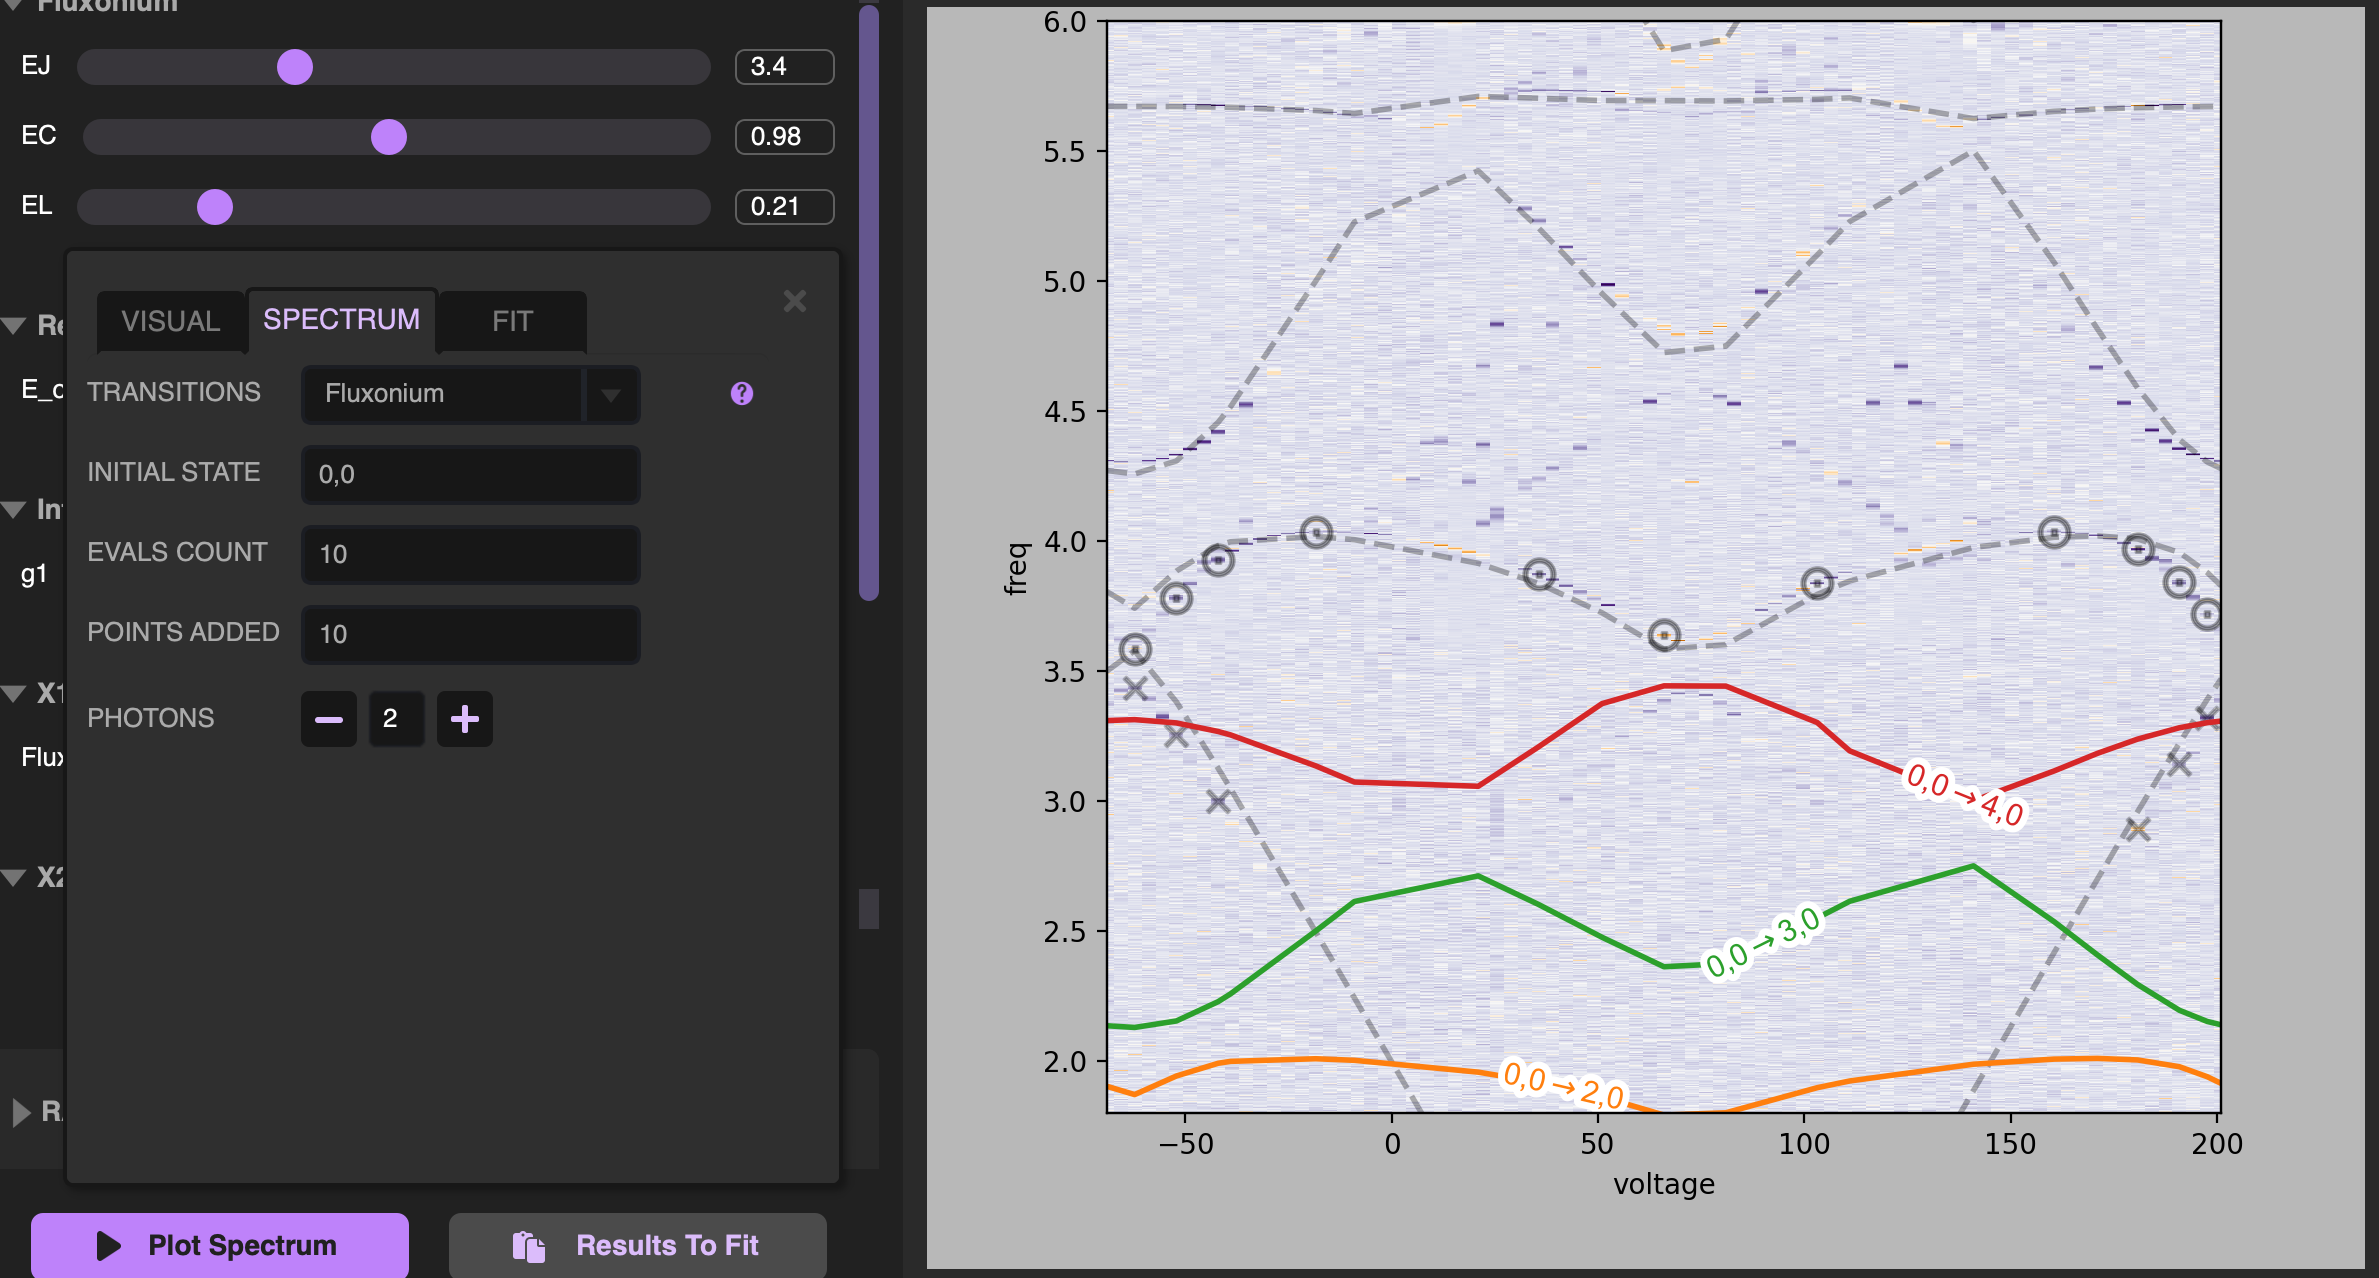 Fluxonium
EJ 3.4
EC 0.98
EL 0.21
VISUAL SPECTRUM FIT
TRANSITIONS Fluxonium ?
INITIAL STATE 0,0
EVALS COUNT 10
POINTS ADDED 10
PHOTONS 2
Re
E_c
Int
g1
X1
Flux
X2
R
Plot Spectrum
Results To Fit
6.0
5.5
5.0
4.5
4.0
3.5
3.0
2.5
2.0
freq
0,0→4,0
0,0→3,0
0,0→2,0
−50 0 50 100 150 200
voltage